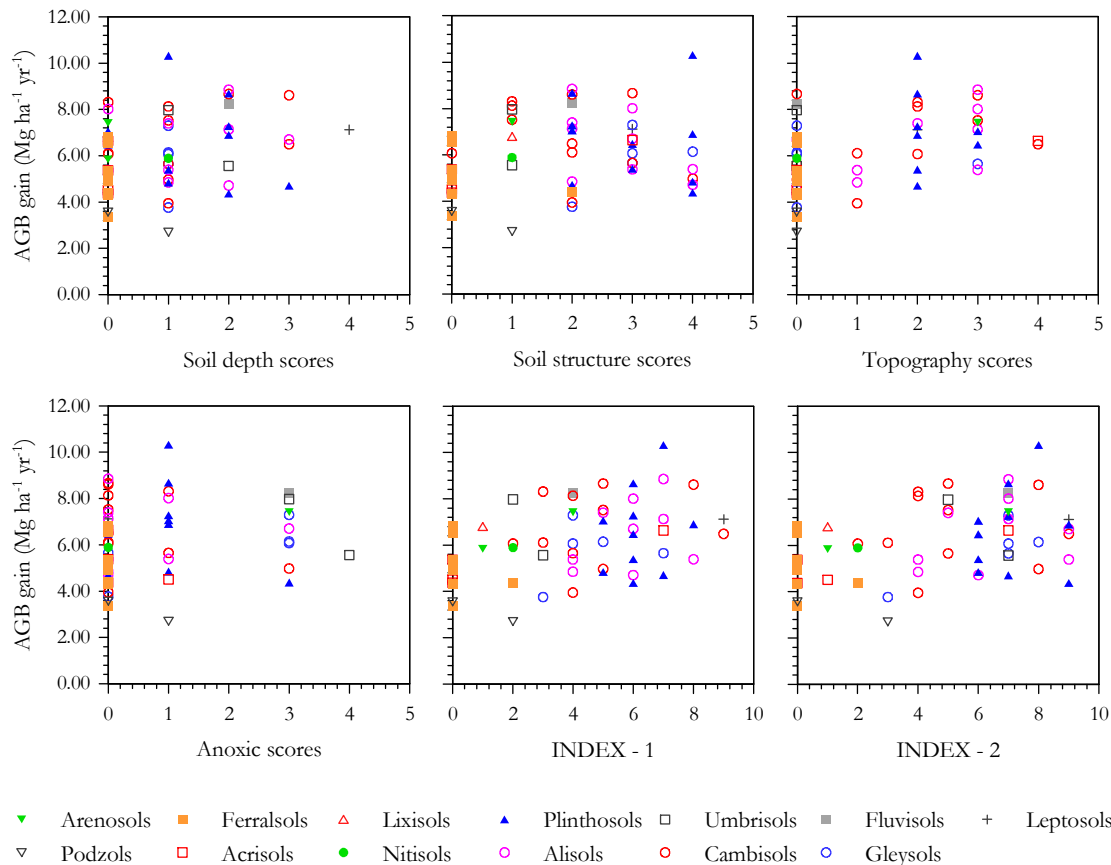 12.00
10.00
8.00
6.00
4.00
2.00
0.00
AGB gain (Mg ha⁻¹ yr⁻¹)
0 1 2 3 4 5
Soil depth scores
0 1 2 3 4 5
Soil structure scores
0 1 2 3 4 5
Topography scores
12.00
10.00
8.00
6.00
4.00
2.00
0.00
AGB gain (Mg ha⁻¹ yr⁻¹)
0 1 2 3 4 5
Anoxic scores
0 2 4 6 8 10
INDEX - 1
0 2 4 6 8 10
INDEX - 2
Arenosols Ferralsols Lixisols Plinthosols Umbrisols Fluvisols Leptosols
Podzols Acrisols Nitisols Alisols Cambisols Gleysols